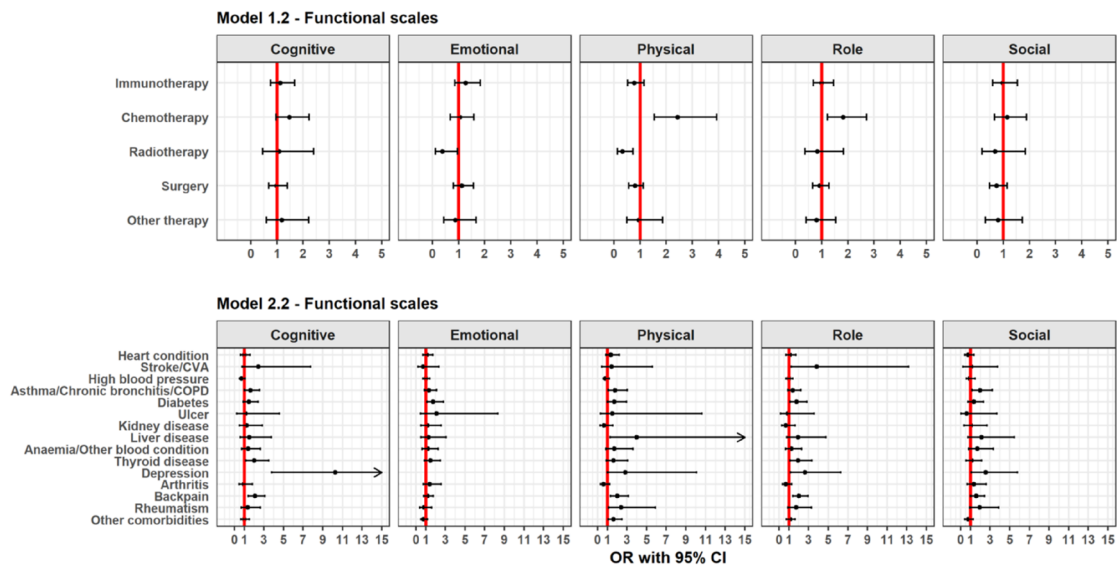 Model 1.2 - Functional scales
Cognitive Emotional Physical Role Social
Immunotherapy
Chemotherapy
Radiotherapy
Surgery
Other therapy
0 1 2 3 4 5 0 1 2 3 4 5 0 1 2 3 4 5 0 1 2 3 4 5 0 1 2 3 4 5
Model 2.2 - Functional scales
Cognitive Emotional Physical Role Social
Heart condition
Stroke/CVA
High blood pressure
Asthma/Chronic bronchitis/COPD
Diabetes
Ulcer
Kidney disease
Liver disease
Anaemia/Other blood condition
Thyroid disease
Depression
Arthritis
Backpain
Rheumatism
Other comorbidities
0 1 3 5 7 9 11 13 15 0 1 3 5 7 9 11 13 15 0 1 3 5 7 9 11 13 15 0 1 3 5 7 9 11 13 15 0 1 3 5 7 9 11 13 15
OR with 95% CI